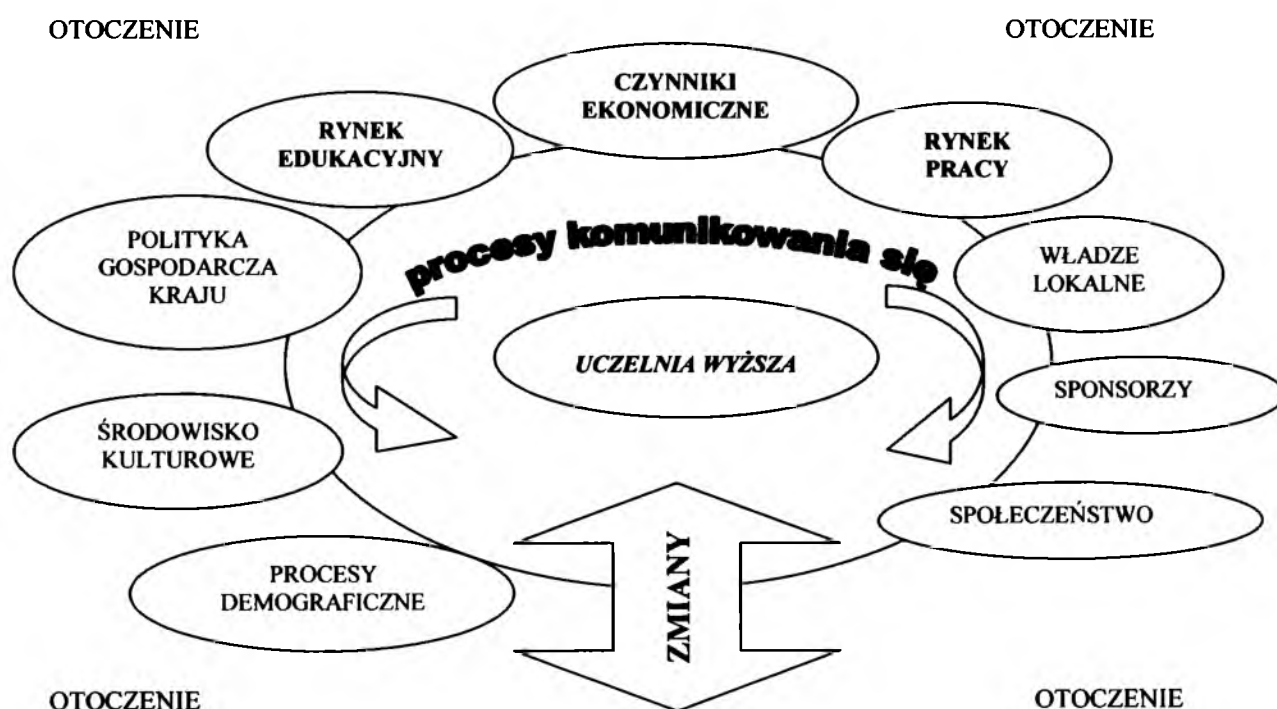 OTOCZENIE
OTOCZENIE
CZYNNIKI
EKONOMICZNE
RYNEK
EDUKACYJNY
RYNEK
PRACY
procesy komunikowania się
POLITYKA
GOSPODARCZA
KRAJU
WŁADZE
LOKALNE
UCZELNIA WYŻSZA
SPONSORZY
ŚRODOWISKO
KULTUROWE
SPOŁECZEŃSTWO
ZMIANY
PROCESY
DEMOGRAFICZNE
OTOCZENIE
OTOCZENIE